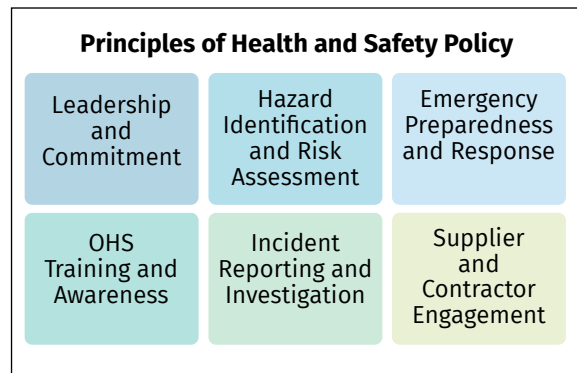 Principles of Health and Safety Policy
Leadership
and
Commitment
Hazard
Identification
and Risk
Assessment
Emergency
Preparedness
and Response
OHS
Training and
Awareness
Incident
Reporting and
Investigation
Supplier
and
Contractor
Engagement